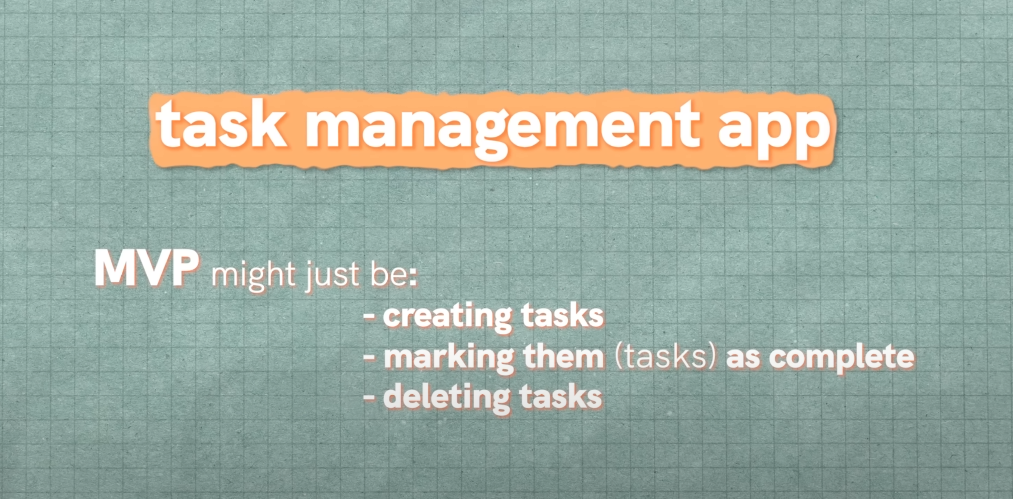 task management app
MVP might just be:
- creating tasks
- marking them (tasks) as complete
- deleting tasks